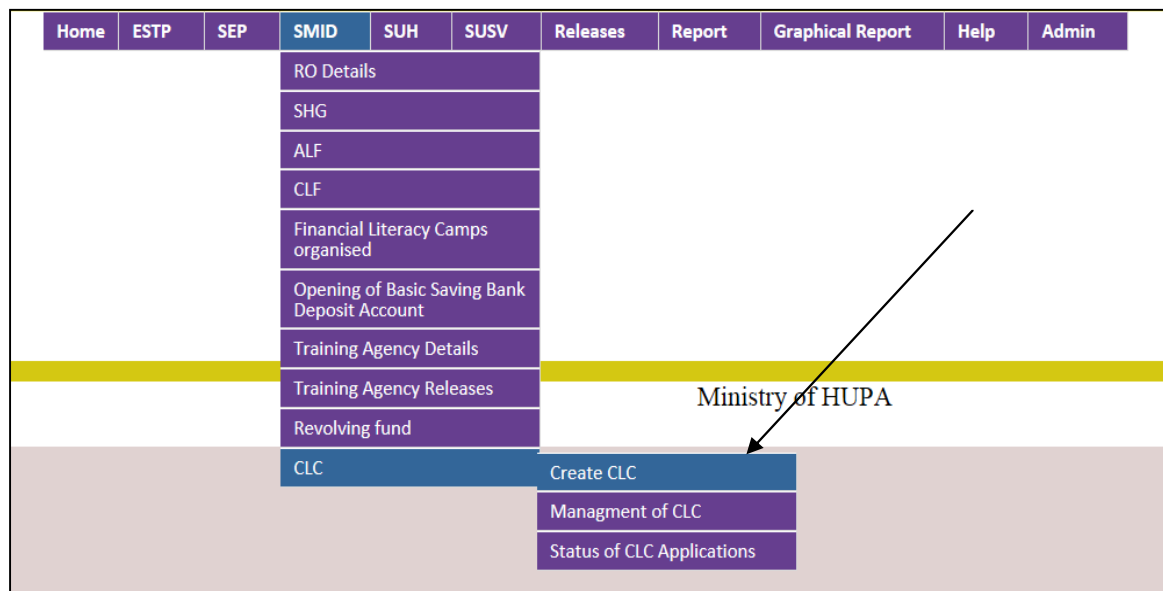 Home ESTP SEP SMID SUH SUSV Releases Report Graphical Report Help Admin
RO Details
SHG
ALF
CLF
Financial Literacy Camps
organised
Opening of Basic Saving Bank
Deposit Account
Training Agency Details
Training Agency Releases
Ministry of HUPA
Revolving fund
CLC
Create CLC
Managment of CLC
Status of CLC Applications